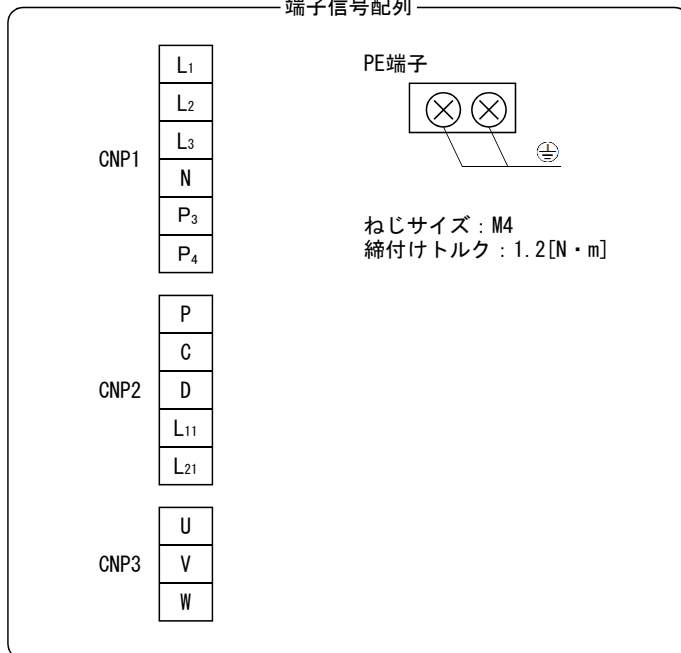 端子信号配列
CNP1
L₁
L₂
L₃
N
P₃
P₄
CNP2
P
C
D
L₁₁
L₂₁
CNP3
U
V
W
PE端子
ねじサイズ：M4
締付けトルク：1.2[N・m]